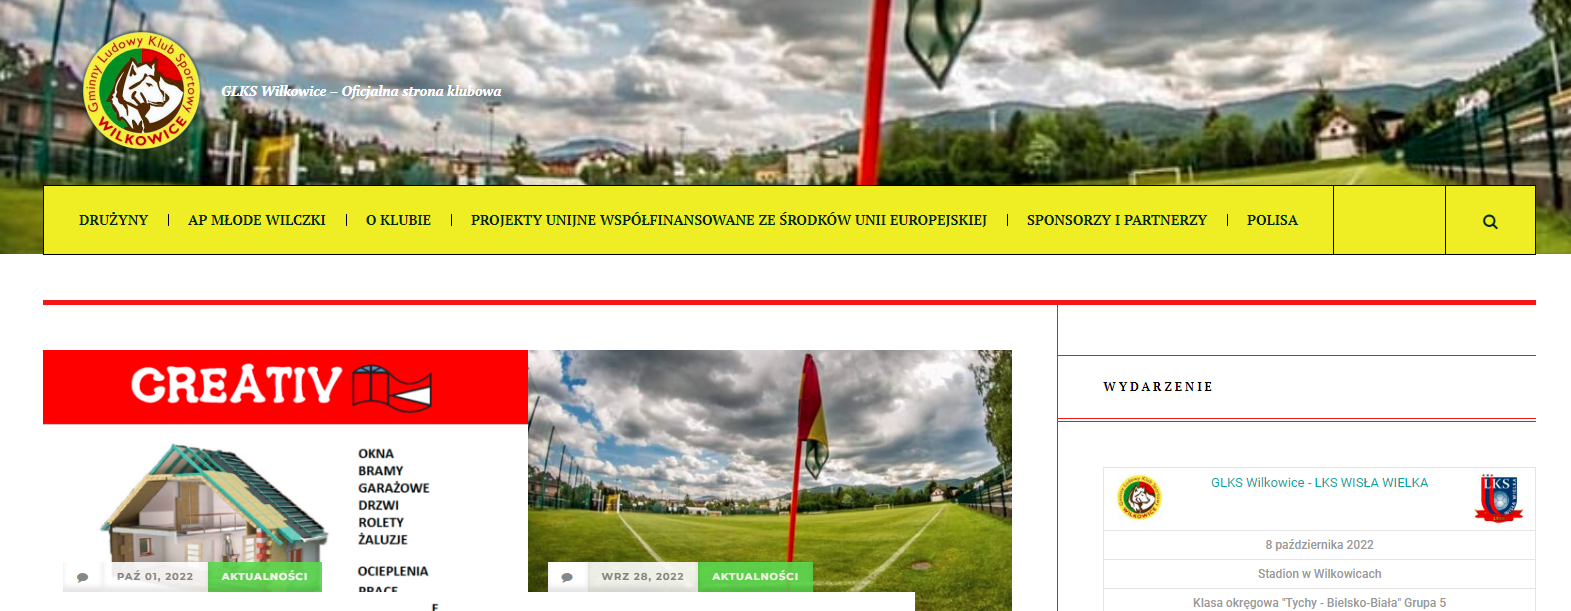 Gminny Ludowy Klub Sportowy
WILKOWICE
GLKS Wilkowice – Oficjalna strona klubowa
DRUŻYNY | AP MŁODE WILCZKI | O KLUBIE | PROJEKTY UNIJNE WSPÓŁFINANSOWANE ZE ŚRODKÓW UNII EUROPEJSKIEJ | SPONSORZY I PARTNERZY | POLISA
CREATIV
OKNA
BRAMY
GARAŻOWE
DRZWI
ROLETY
ŻALUZJE
OCIEPLENIA
PRACE
PAŹ 01, 2022 AKTUALNOŚCI
WRZ 28, 2022 AKTUALNOŚCI
WYDARZENIE
GLKS Wilkowice - LKS WISŁA WIELKA
LKS
8 października 2022
Stadion w Wilkowicach
Klasa okręgowa "Tychy - Bielsko-Biała" Grupa 5